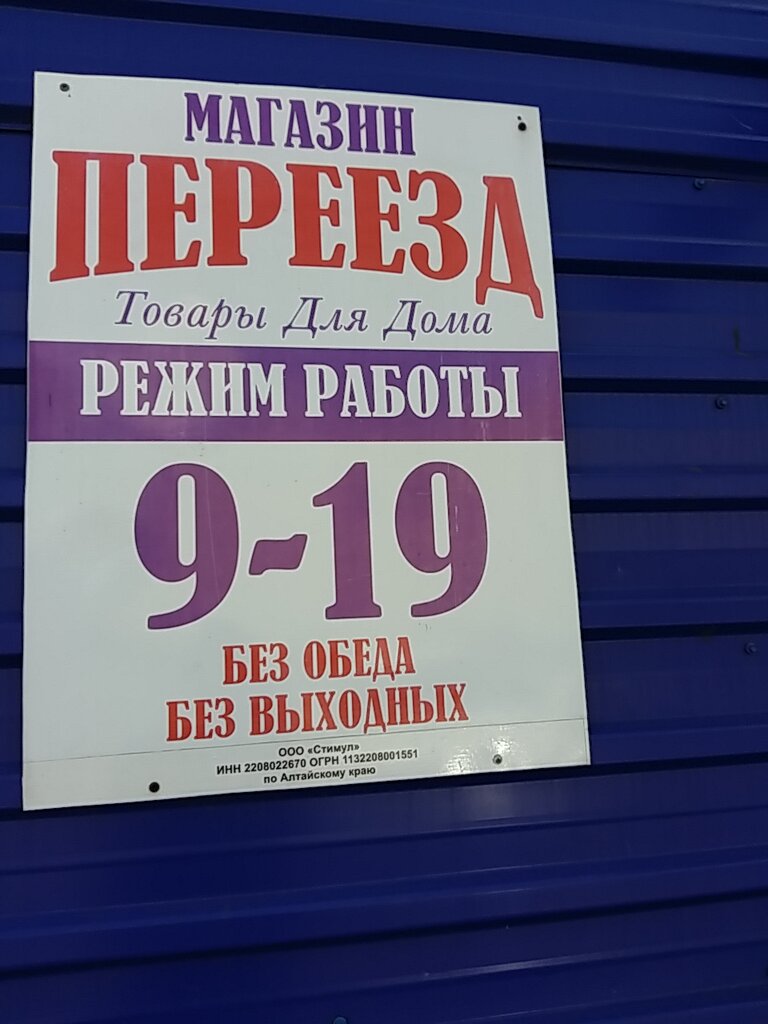 МАГАЗИН
ПЕРЕЕЗД
Товары Для Дома
РЕЖИМ РАБОТЫ
9-19
БЕЗ ОБЕДА
БЕЗ ВЫХОДНЫХ
ООО «Стимул»
ИНН 2208022670 ОГРН 1132208001551
по Алтайскому краю